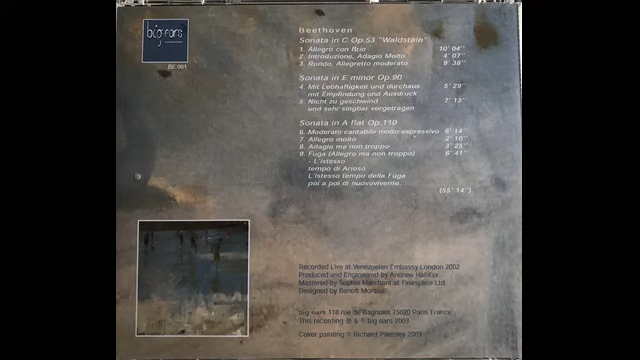 big ears
BE 001
Beethoven
Sonata in C Op.53 "Waldstein"
1. Allegro con Brio 10' 04''
2. Introduzione, Adagio Molto 4' 07''
3. Rondo, Allegretto moderato 9' 38''
Sonata in E minor Op.90
4. Mit Lebhaftigkeit und durchaus 5' 29''
mit Empfindung und Ausdruck
5. Nicht zu geschwind 7' 13''
und sehr singbar vorgetragen
Sonata in A flat Op.110
6. Moderato cantabile molto espressivo 6' 14''
7. Allegro molto 2' 10''
8. Adagio ma non troppo 3' 25''
9. Fuga (Allegro ma non troppo) 6' 41''
- L'istesso
tempo di Arioso
L'istesso tempo della Fuga
poi a poi di nuovovivente.
(55' 14'')
Recorded Live at Venezuelan Embassy London 2002
Produced and Engineered by Andrew Hallifax
Mastered by Sophie Marchant at Finesplice Ltd.
Designed by Benoit Moreau
big ears 118 rue de Bagnolet 75020 Paris France
This recording ℗ & © big ears 2003
Cover painting © Richard Pikesley 2003